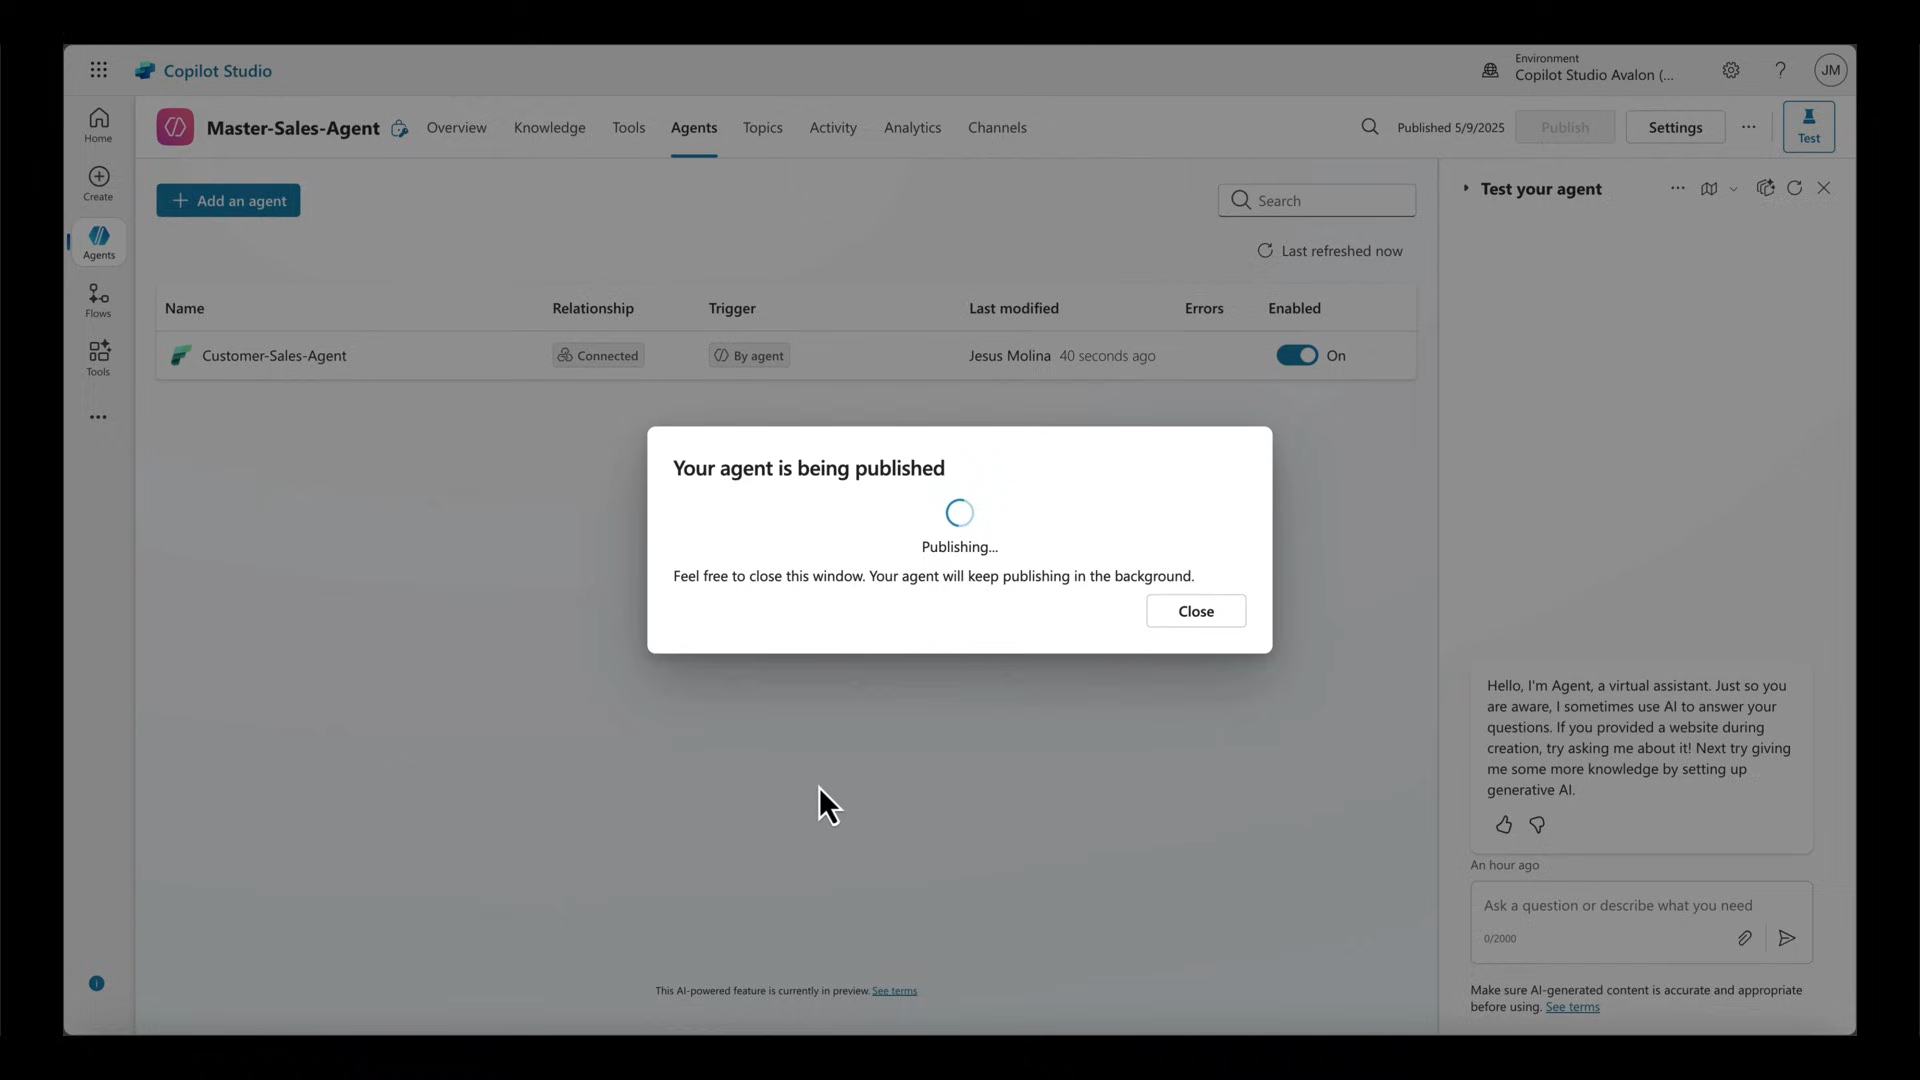 Copilot Studio
Environment
Copilot Studio Avalon (...
JM
Home
Create
Agents
Flows
Tools
Master-Sales-Agent
Overview
Knowledge
Tools
Agents
Topics
Activity
Analytics
Channels
Published 5/9/2025
Publish
Settings
Test
Add an agent
Search
Last refreshed now
Name Relationship Trigger Last modified Errors Enabled
Customer-Sales-Agent Connected By agent Jesus Molina 40 seconds ago On
Your agent is being published
Publishing...
Feel free to close this window. Your agent will keep publishing in the background.
Close
This AI-powered feature is currently in preview. See terms
Test your agent
Hello, I'm Agent, a virtual assistant. Just so you
are aware, I sometimes use AI to answer your
questions. If you provided a website during
creation, try asking me about it! Next try giving
me some more knowledge by setting up
generative AI.
An hour ago
Ask a question or describe what you need
0/2000
Make sure AI-generated content is accurate and appropriate
before using. See terms